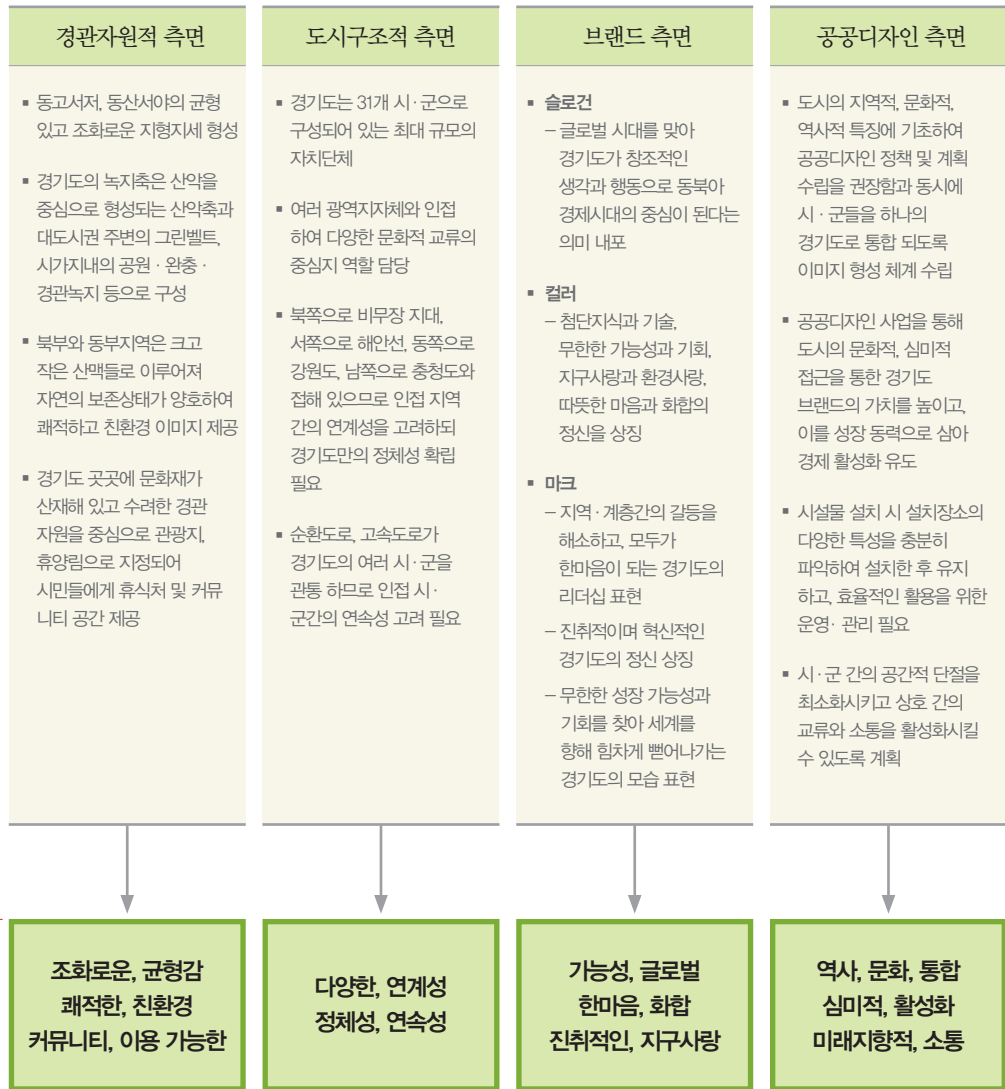 경관자원적 측면
▪ 동고서저, 동산서야의 균형
있고 조화로운 지형지세 형성
▪ 경기도의 녹지축은 산악을
중심으로 형성되는 산악축과
대도시권 주변의 그린벨트,
시가지내의 공원 · 완충 ·
경관녹지 등으로 구성
▪ 북부와 동부지역은 크고
작은 산맥들로 이루어져
자연의 보존상태가 양호하여
쾌적하고 친환경 이미지 제공
▪ 경기도 곳곳에 문화재가
산재해 있고 수려한 경관
자원을 중심으로 관광지,
휴양림으로 지정되어
시민들에게 휴식처 및 커뮤
니티 공간 제공
조화로운, 균형감
쾌적한, 친환경
커뮤니티, 이용 가능한
도시구조적 측면
▪ 경기도는 31개 시 · 군으로
구성되어 있는 최대 규모의
자치단체
▪ 여러 광역지자체와 인접
하여 다양한 문화적 교류의
중심지 역할 담당
▪ 북쪽으로 비무장 지대,
서쪽으로 해안선, 동쪽으로
강원도, 남쪽으로 충청도와
접해 있으므로 인접 지역
간의 연계성을 고려하되
경기도만의 정체성 확립
필요
▪ 순환도로, 고속도로가
경기도의 여러 시 · 군을
관통 하므로 인접 시 ·
군간의 연속성 고려 필요
다양한, 연계성
정체성, 연속성
브랜드 측면
▪ 슬로건
– 글로벌 시대를 맞아
경기도가 창조적인
생각과 행동으로 동북아
경제시대의 중심이 된다는
의미 내포
▪ 컬러
– 첨단지식과 기술,
무한한 가능성과 기회,
지구사랑과 환경사랑,
따뜻한 마음과 화합의
정신을 상징
▪ 마크
– 지역 · 계층간의 갈등을
해소하고, 모두가
한마음이 되는 경기도의
리더십 표현
– 진취적이며 혁신적인
경기도의 정신 상징
– 무한한 성장 가능성과
기회를 찾아 세계를
향해 힘차게 뻗어나가는
경기도의 모습 표현
가능성, 글로벌
한마음, 화합
진취적인, 지구사랑
공공디자인 측면
▪ 도시의 지역적, 문화적,
역사적 특징에 기초하여
공공디자인 정책 및 계획
수립을 권장함과 동시에
시 · 군들을 하나의
경기도로 통합 되도록
이미지 형성 체계 수립
▪ 공공디자인 사업을 통해
도시의 문화적, 심미적
접근을 통한 경기도
브랜드의 가치를 높이고,
이를 성장 동력으로 삼아
경제 활성화 유도
▪ 시설물 설치 시 설치장소의
다양한 특성을 충분히
파악하여 설치한 후 유지
하고, 효율적인 활용을 위한
운영· 관리 필요
▪ 시 · 군 간의 공간적 단절을
최소화시키고 상호 간의
교류와 소통을 활성화시킬
수 있도록 계획
역사, 문화, 통합
심미적, 활성화
미래지향적, 소통